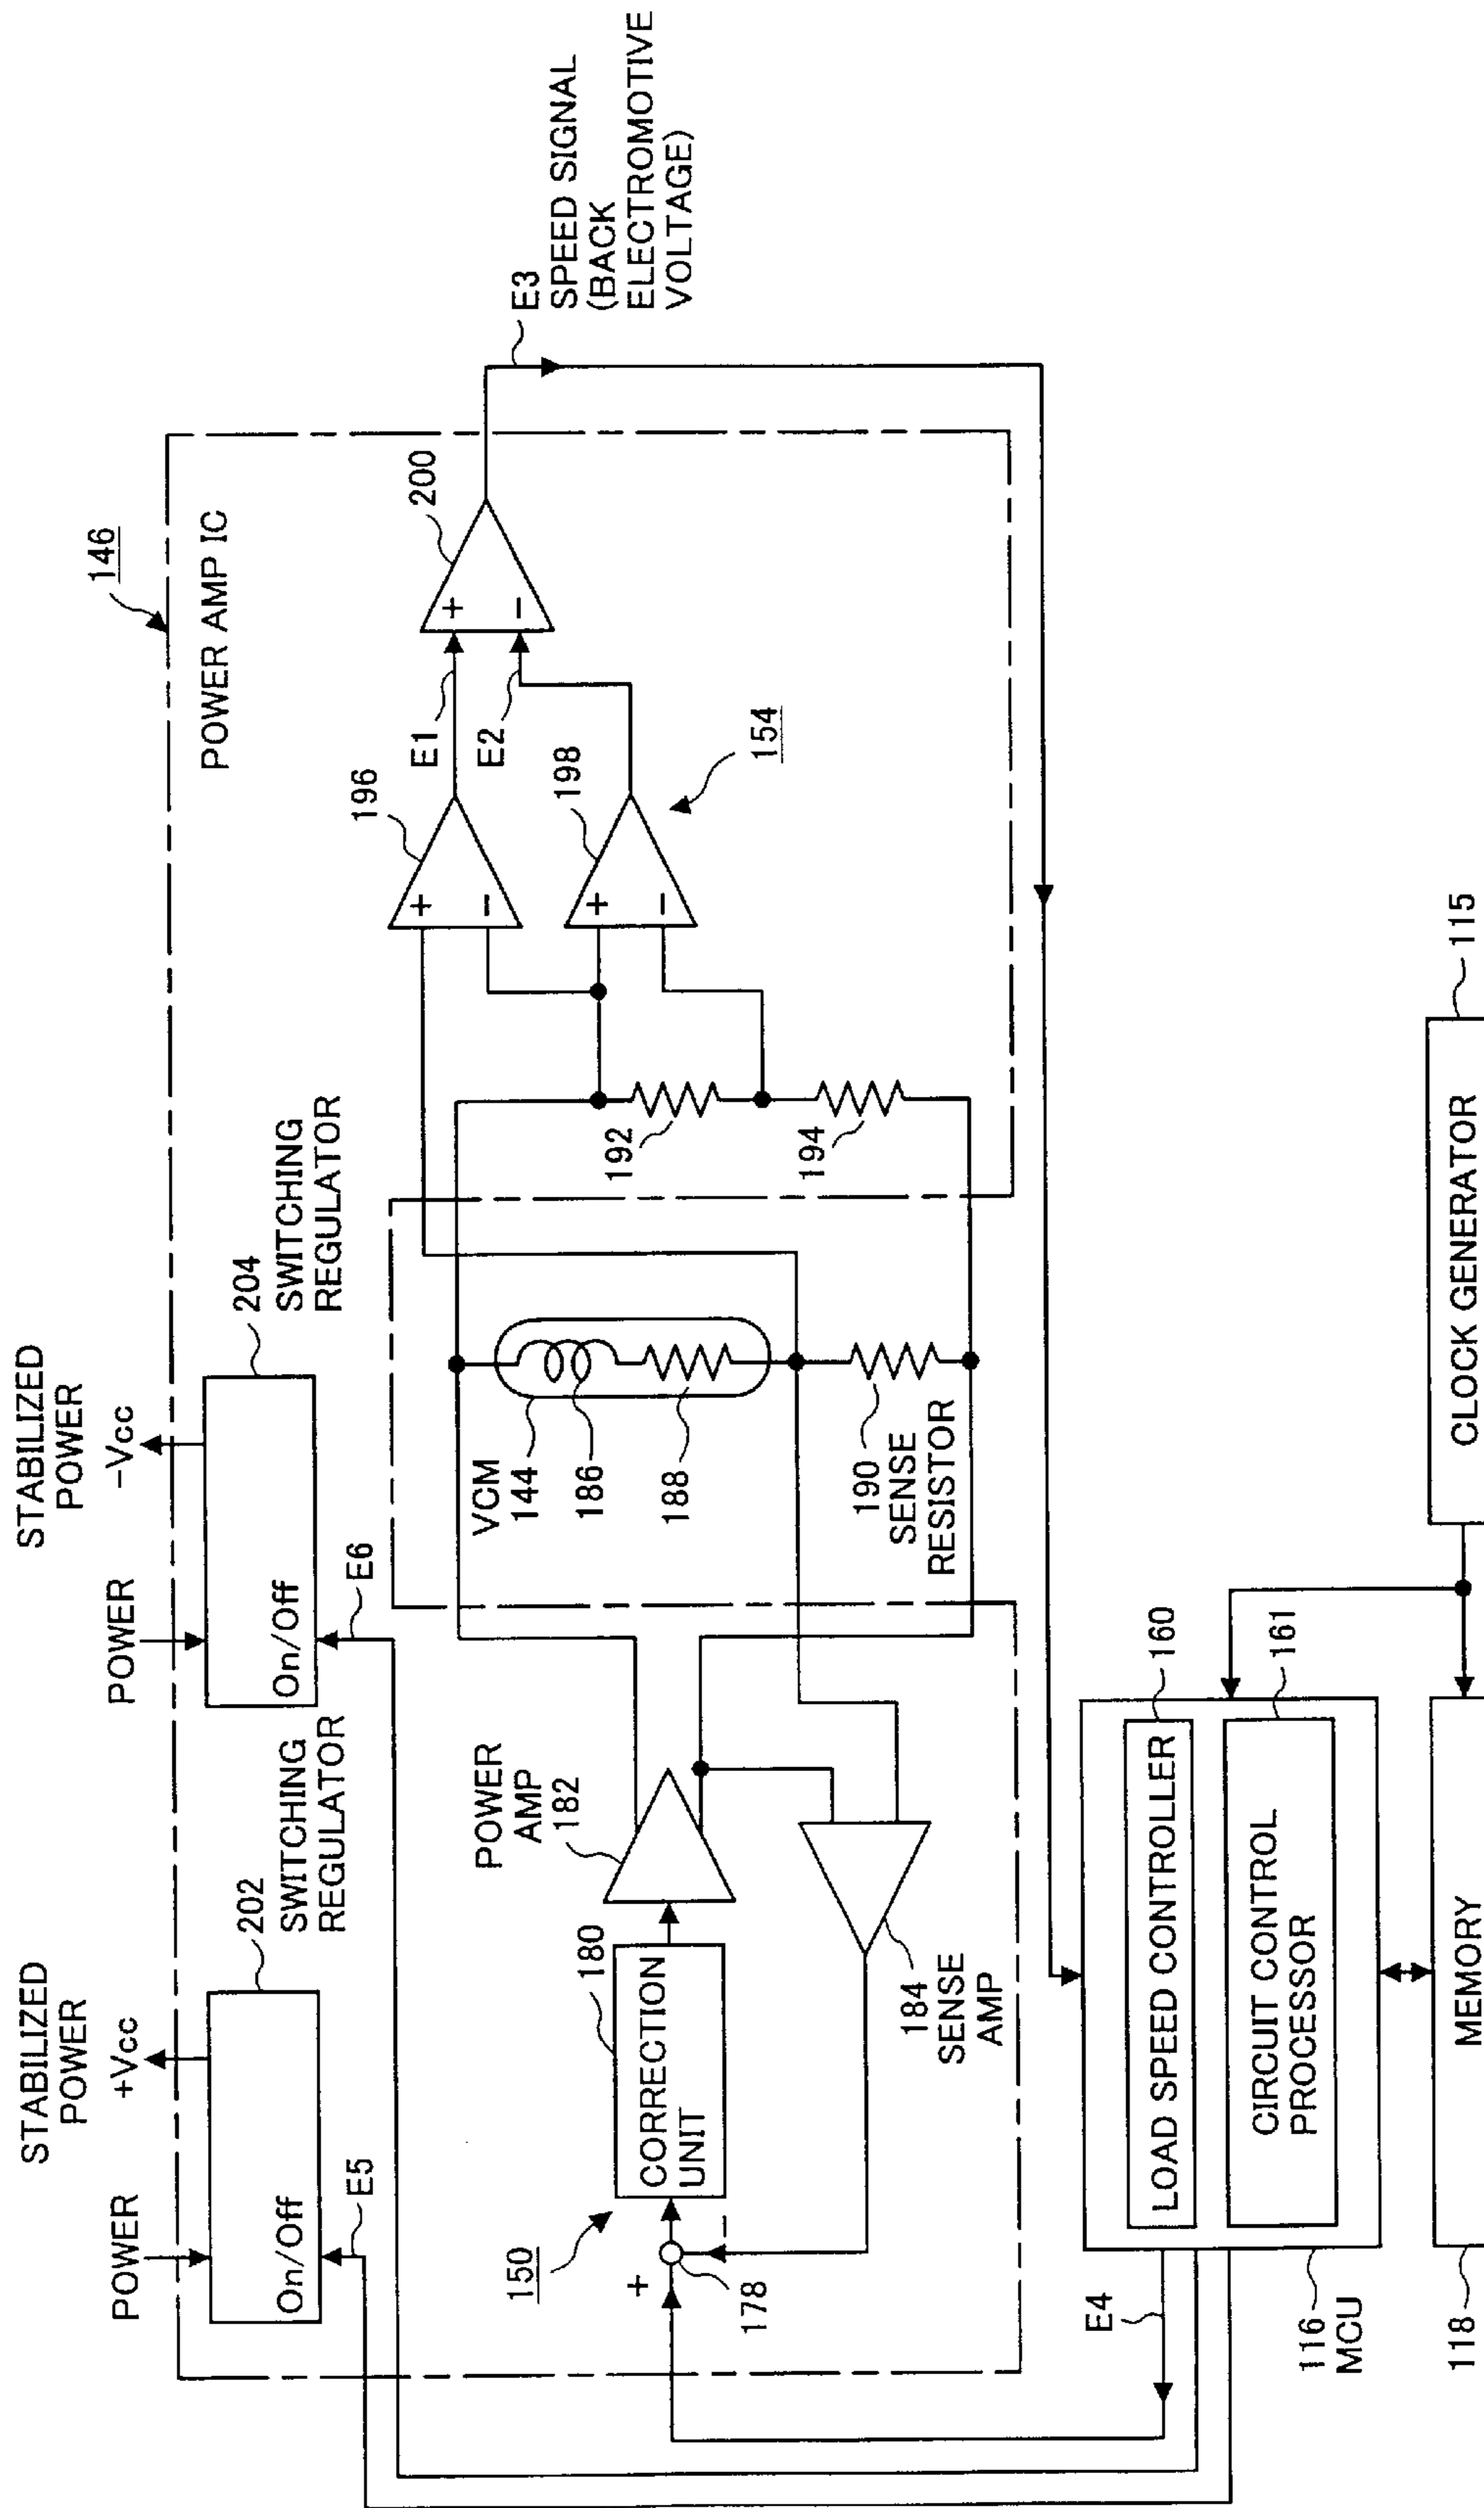 STABILIZED
POWER
POWER
+Vcc
202
SWITCHING
REGULATOR
On/Off
E5
STABILIZED
POWER
POWER
-Vcc
204
SWITCHING
REGULATOR
On/Off
E6
146
POWER AMP IC
150
+
178
−
CORRECTION
UNIT
180
POWER
AMP
182
184
SENSE
AMP
VCM
144
186
188
190
SENSE
RESISTOR
192
194
196
+
−
198
+
−
154
E1
E2
200
+
−
E3
SPEED SIGNAL
(BACK
ELECTROMOTIVE
VOLTAGE)
E4
116
MCU
LOAD SPEED CONTROLLER
160
CIRCUIT CONTROL
PROCESSOR
161
118
MEMORY
CLOCK GENERATOR
115